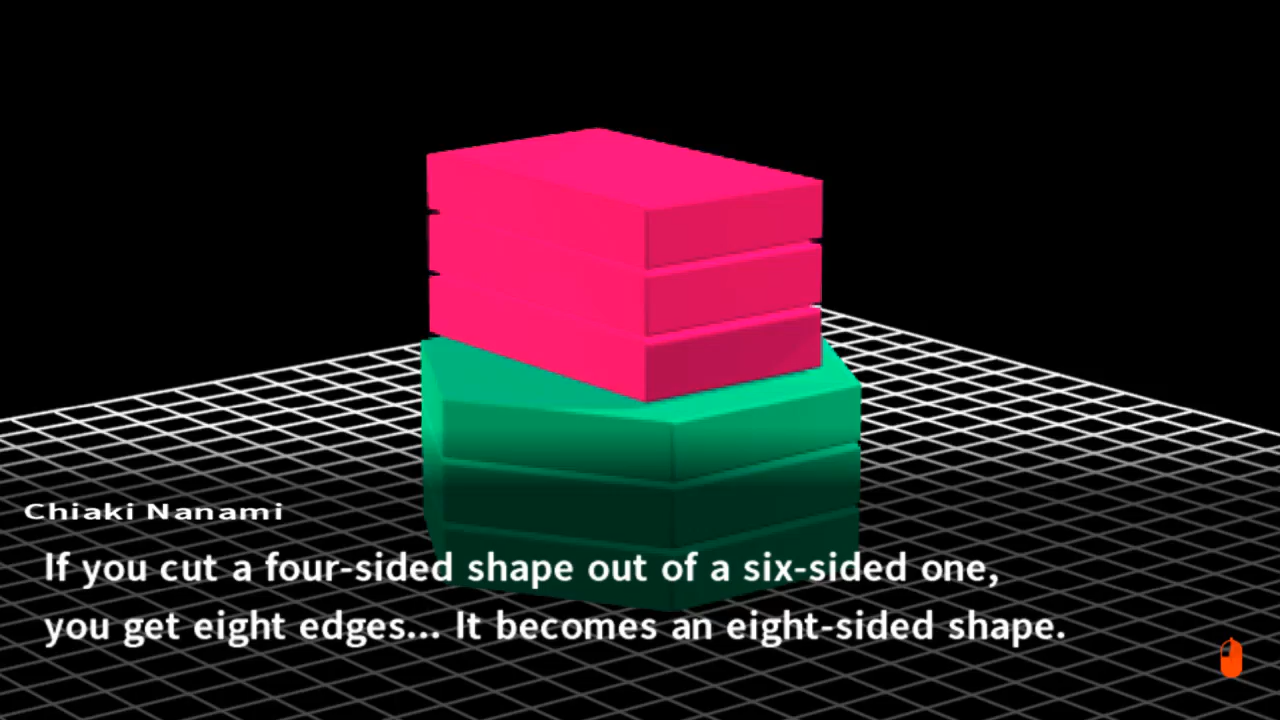 Chiaki Nanami
If you cut a four-sided shape out of a six-sided one,
you get eight edges... It becomes an eight-sided shape.